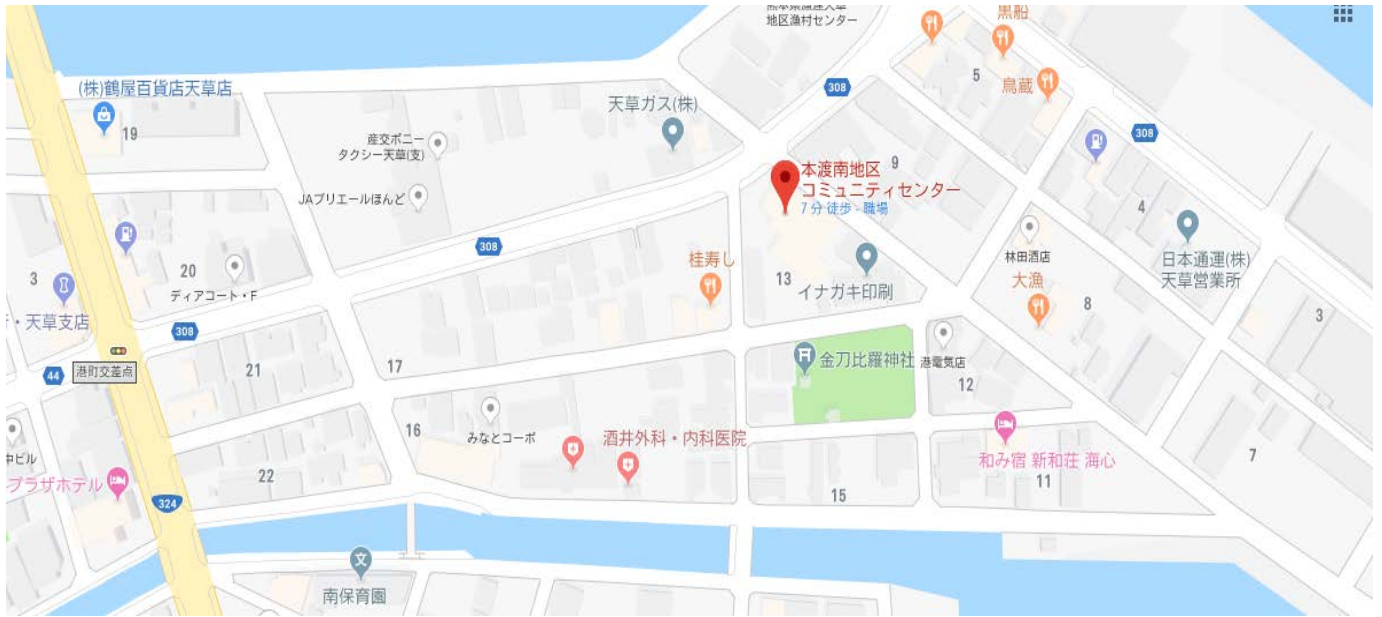 地区漁村センター
黒船
(株)鶴屋百貨店天草店
19
天草ガス(株)
308
5
鳥蔵
308
産交ポニー
タクシー天草(支)
9
本渡南地区
コミュニティセンター
7分 徒歩 - 職場
JAプリエールほんど
4
308
林田酒店
日本通運(株)
天草営業所
3
20
ディアコート・F
桂寿し
13
イナガキ印刷
大漁
8
3
・天草支店
308
港町交差点
44
21
17
金刀比羅神社
港電気店
12
16
みなとコーポ
酒井外科・内科医院
中ビル
プラザホテル
22
324
15
和み宿 新和荘 海心
11
7
南保育園